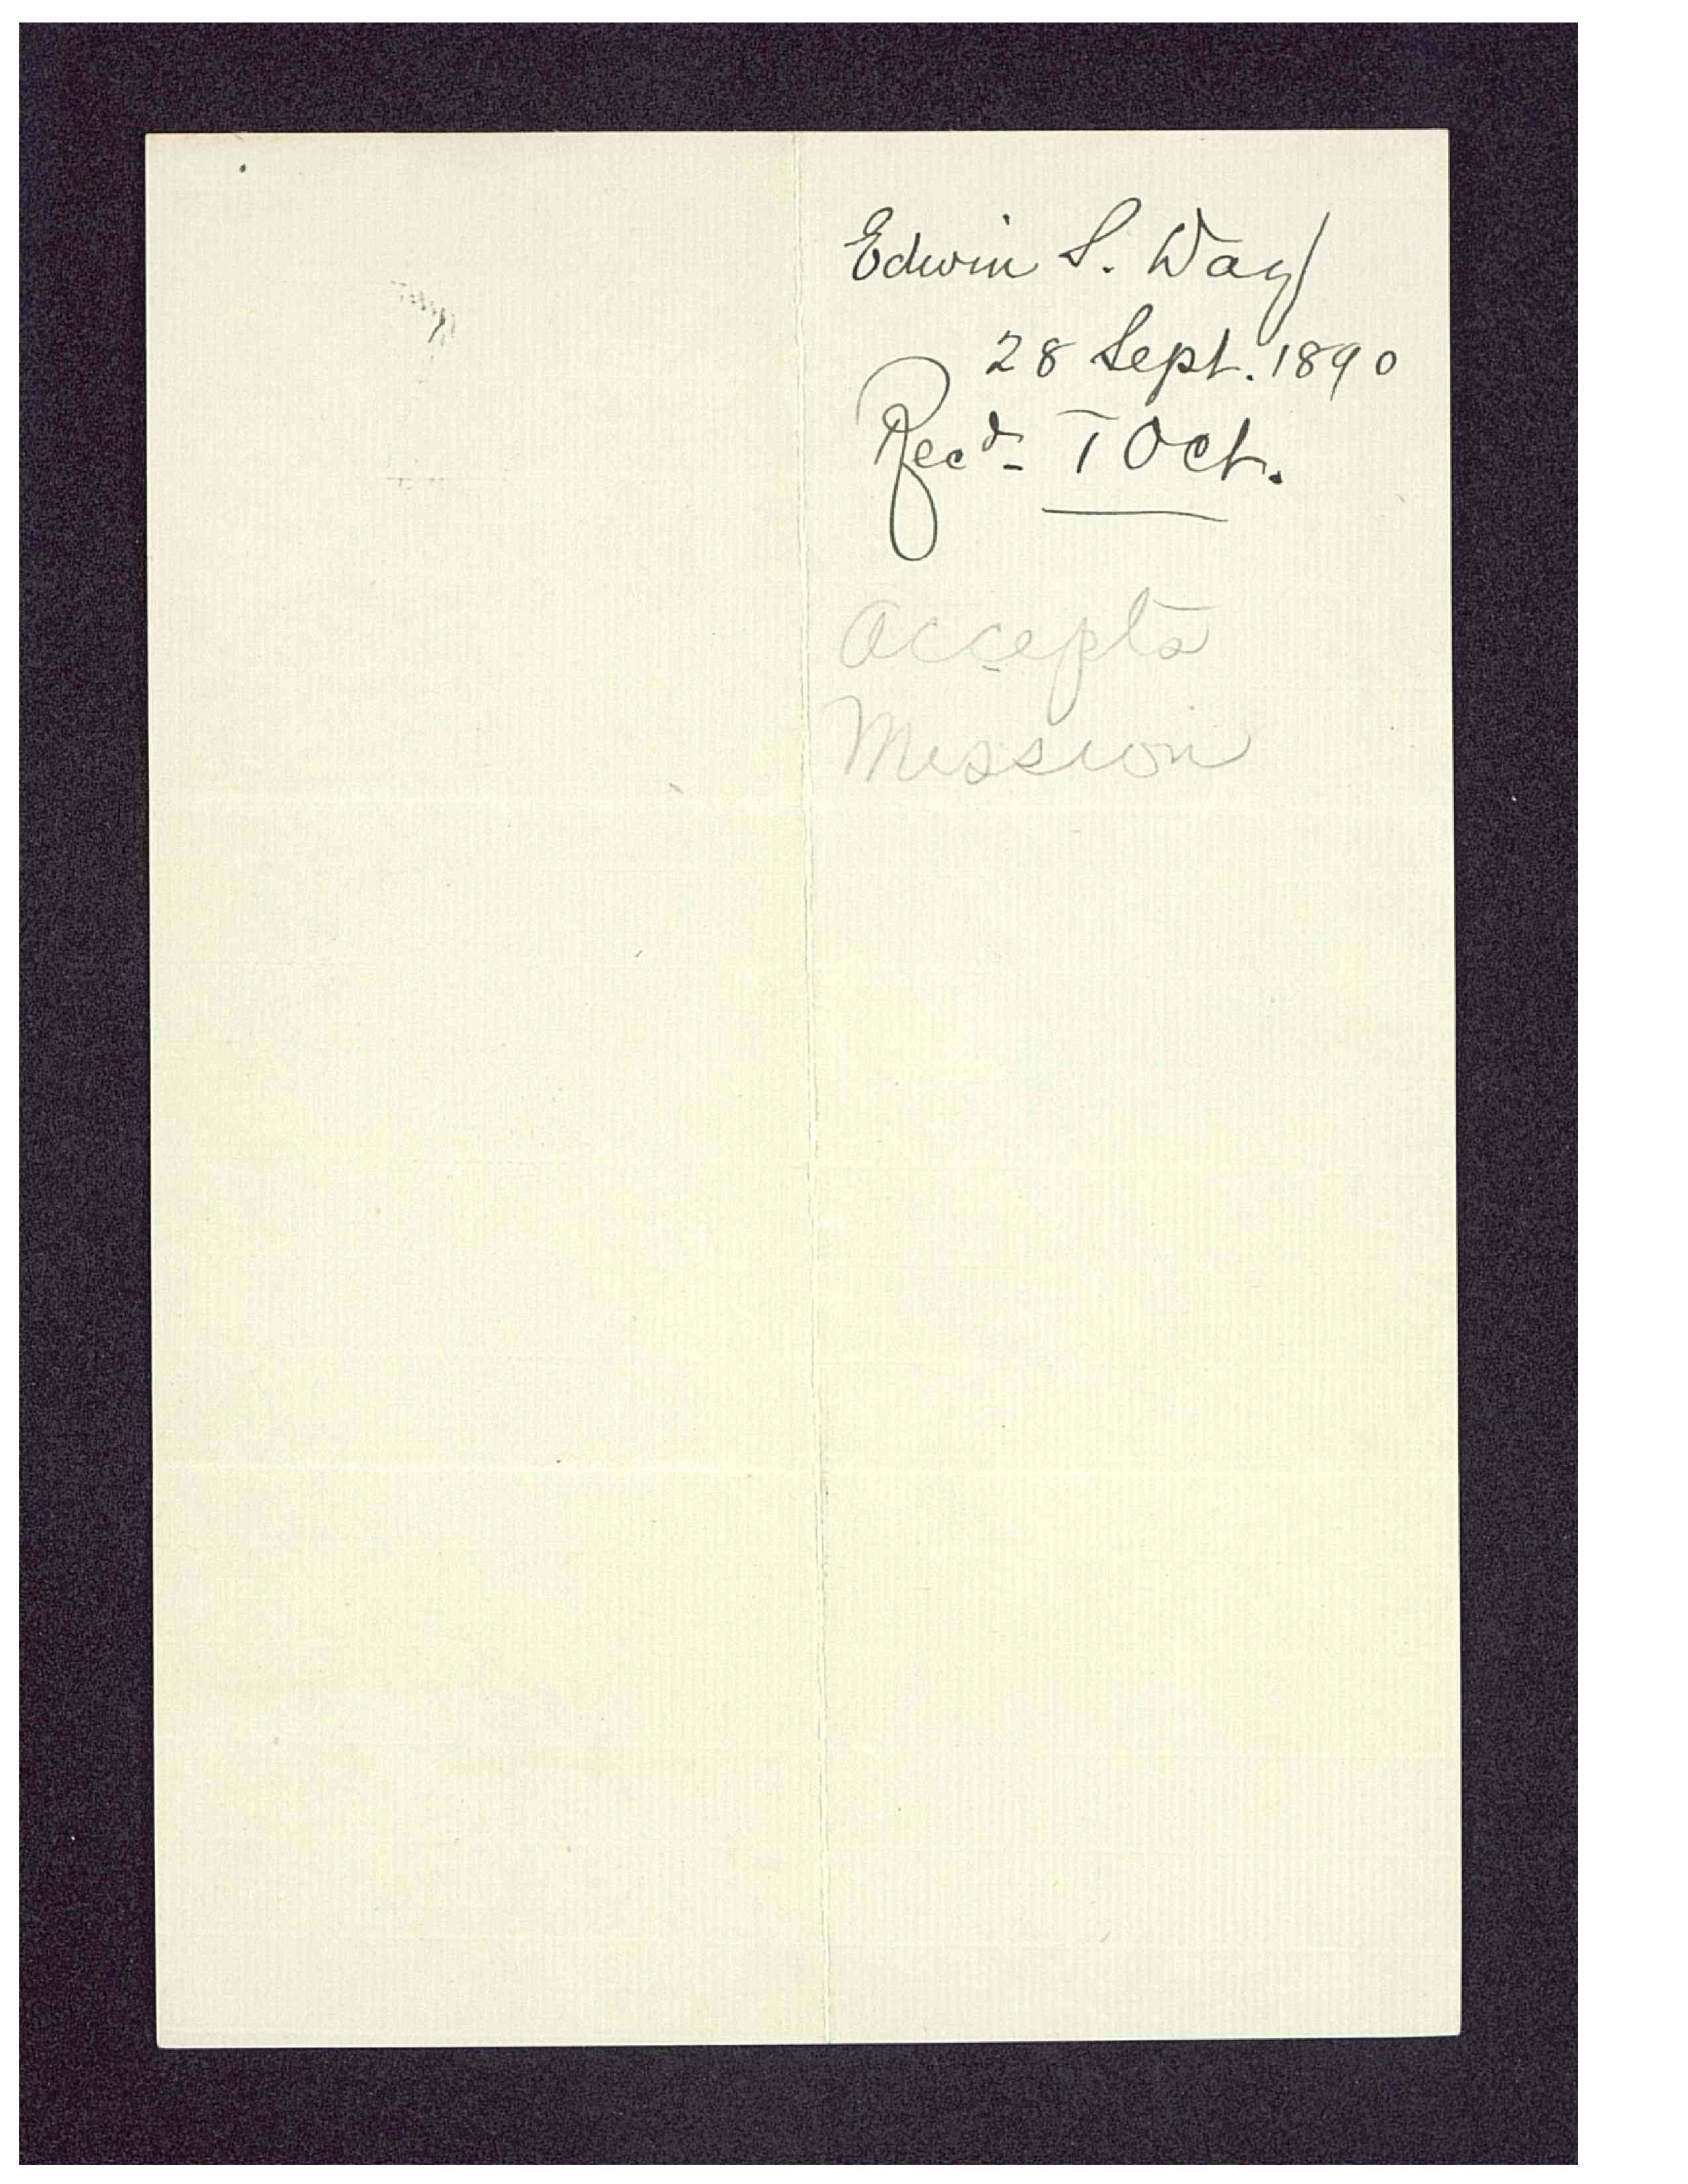 Edwin S. Day
28 Sept. 1890
Recd. 7 Oct.
Accepts
Mission